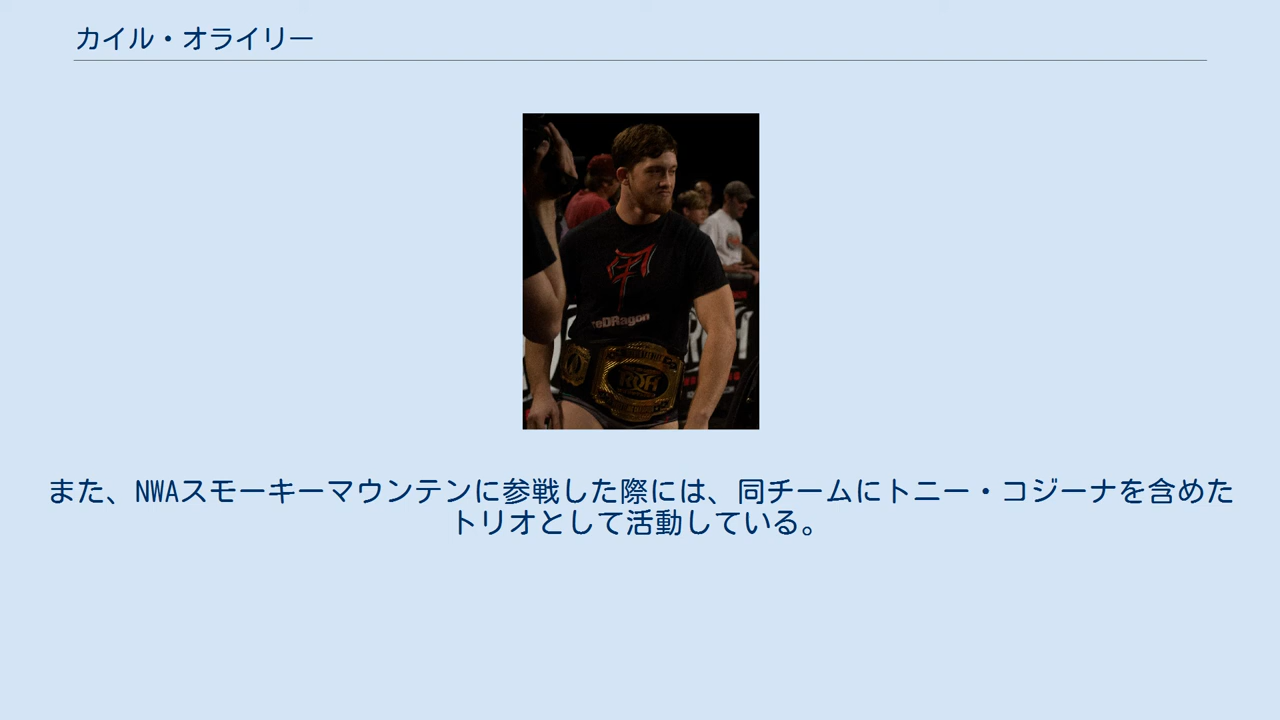 カイル・オライリー
reDRagon
ROH
また、NWAスモーキーマウンテンに参戦した際には、同チームにトニー・コジーナを含めた
トリオとして活動している。